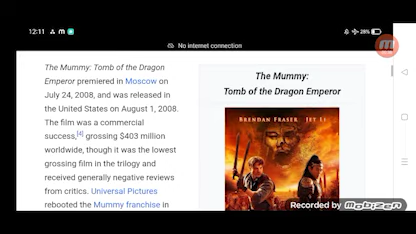 12:11
28%
No internet connection
The Mummy: Tomb of the Dragon
Emperor premiered in Moscow on
July 24, 2008, and was released in
the United States on August 1, 2008.
The film was a commercial
success,[4] grossing $403 million
worldwide, though it was the lowest
grossing film in the trilogy and
received generally negative reviews
from critics. Universal Pictures
rebooted the Mummy franchise in
The Mummy:
Tomb of the Dragon Emperor
BRENDAN FRASER JET LI
Recorded by mobizen